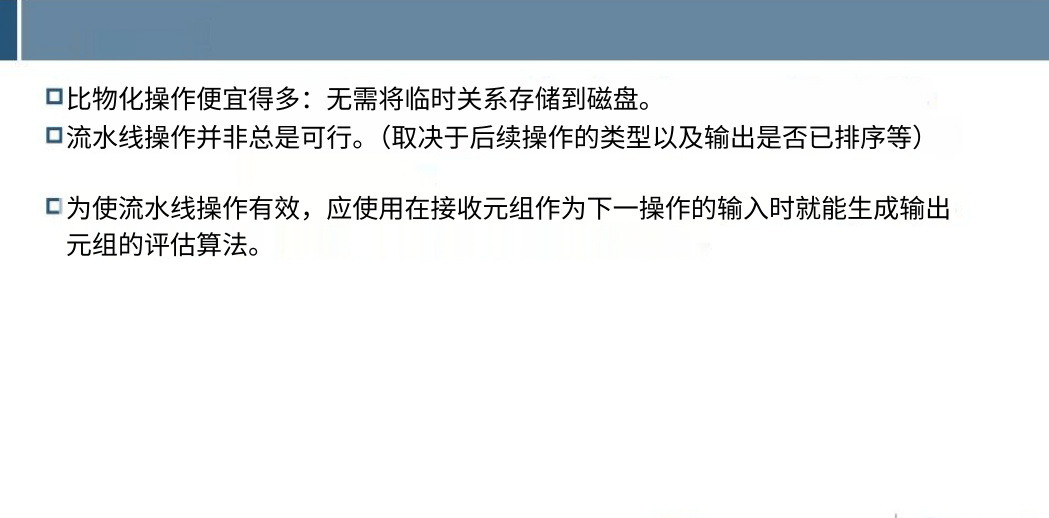 比物化操作便宜得多：无需将临时关系存储到磁盘。
流水线操作并非总是可行。（取决于后续操作的类型以及输出是否已排序等）
为使流水线操作有效，应使用在接收元组作为下一操作的输入时就能生成输出
元组的评估算法。